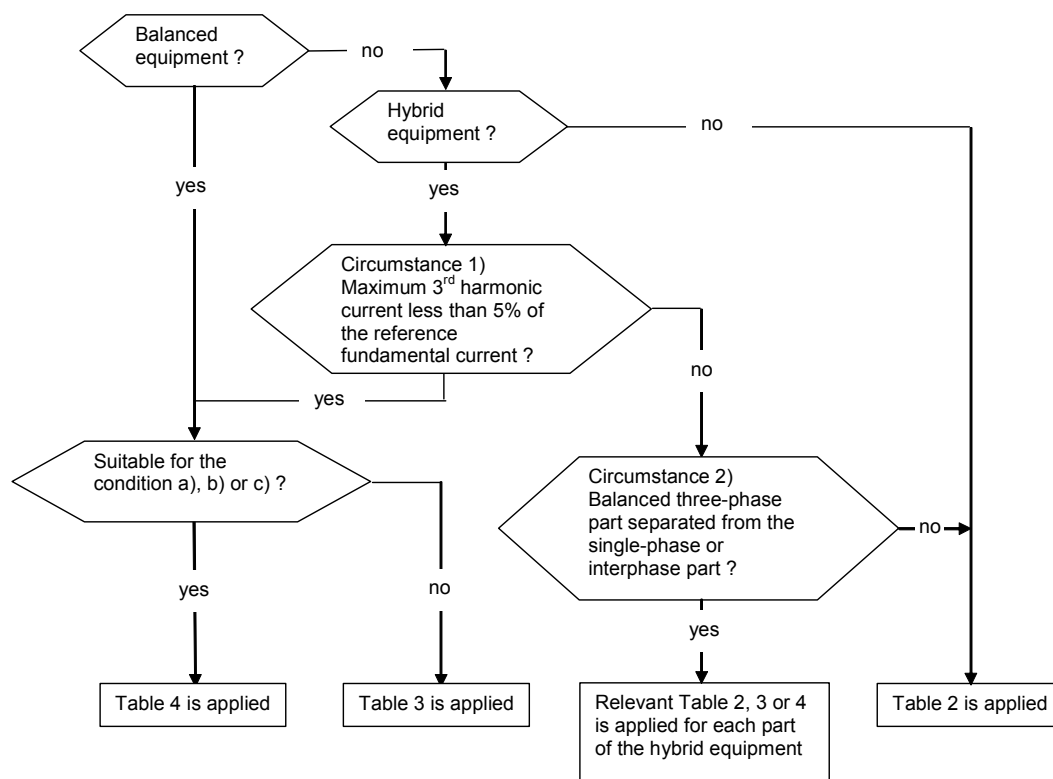 Balanced
equipment ?
no
Hybrid
equipment ?
no
yes
yes
Circumstance 1)
Maximum 3rd harmonic
current less than 5% of
the reference
fundamental current ?
no
yes
Suitable for the
condition a), b) or c) ?
Circumstance 2)
Balanced three-phase
part separated from the
single-phase or
interphase part ?
no
yes
no
yes
Table 4 is applied
Table 3 is applied
Relevant Table 2, 3 or 4
is applied for each part
of the hybrid equipment
Table 2 is applied